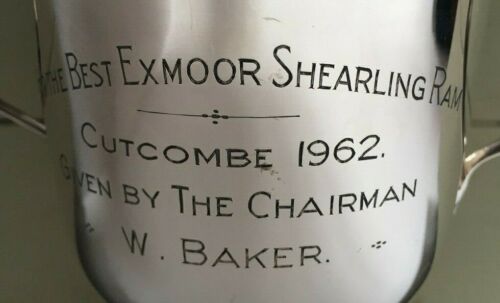 THE BEST EXMOOR SHEARLING RAM
CUTCOMBE 1962.
GIVEN BY THE CHAIRMAN
W. BAKER.